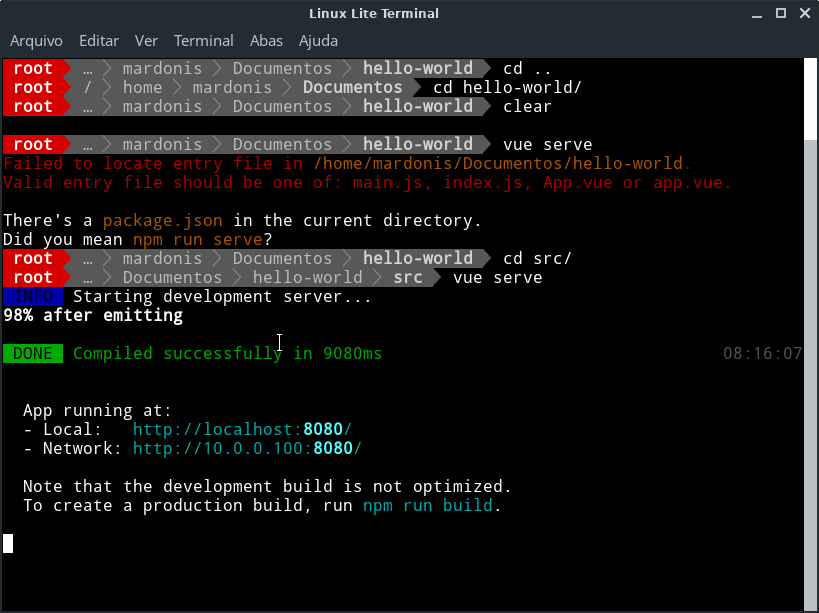 Linux Lite Terminal
Arquivo Editar Ver Terminal Abas Ajuda
root … mardonis Documentos hello-world cd ..
root / home mardonis Documentos cd hello-world/
root … mardonis Documentos hello-world clear
root … mardonis Documentos hello-world vue serve
Failed to locate entry file in /home/mardonis/Documentos/hello-world.
Valid entry file should be one of: main.js, index.js, App.vue or app.vue.
There's a package.json in the current directory.
Did you mean npm run serve?
root … mardonis Documentos hello-world cd src/
root … Documentos hello-world src vue serve
INFO Starting development server...
98% after emitting
DONE Compiled successfully in 9080ms 08:16:07
App running at:
- Local: http://localhost:8080/
- Network: http://10.0.0.100:8080/
Note that the development build is not optimized.
To create a production build, run npm run build.